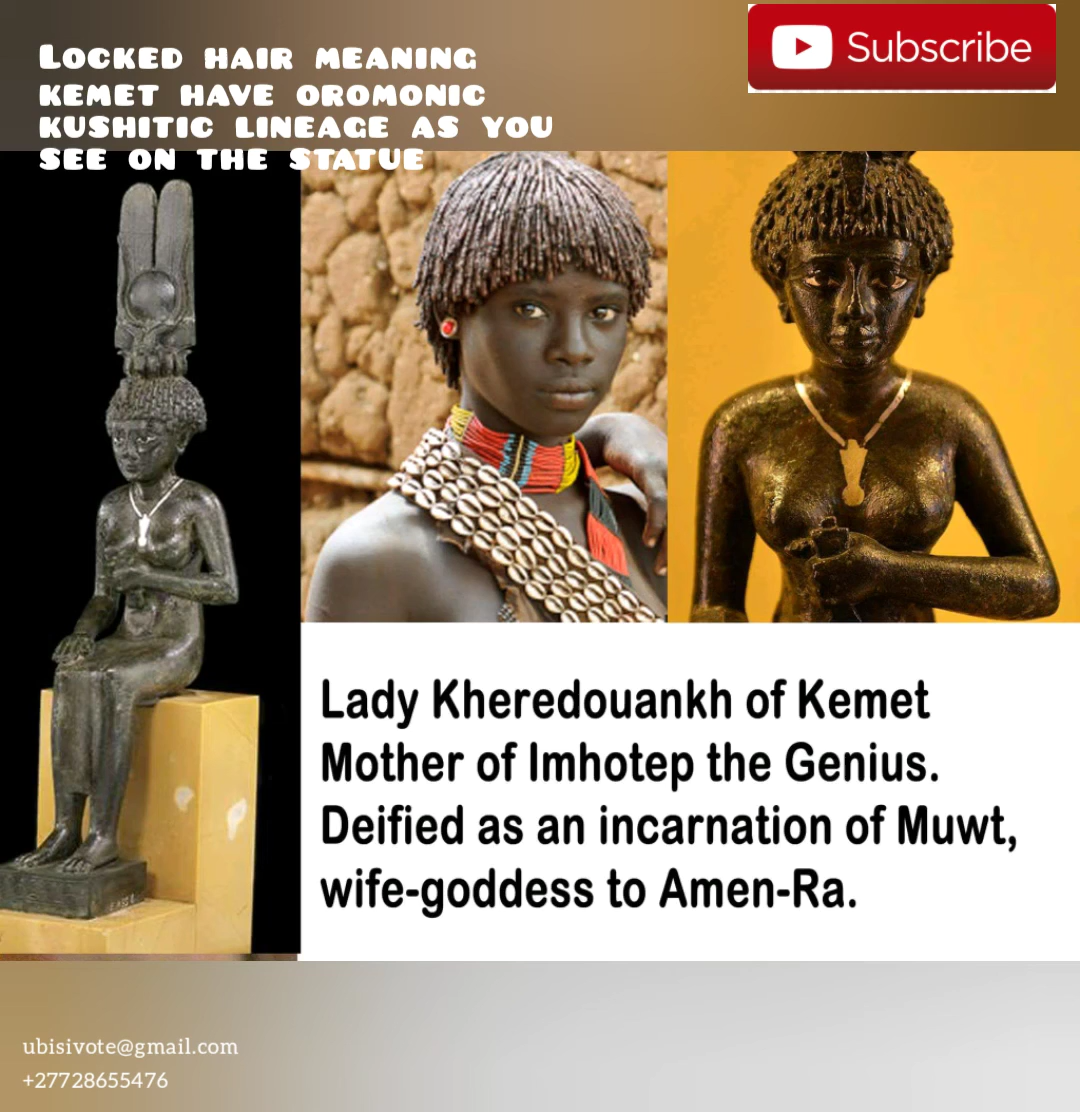 Locked hair meaning
kemet have oromonic
kushitic lineage as you
see on the statue
Subscribe
Lady Kheredouankh of Kemet
Mother of Imhotep the Genius.
Deified as an incarnation of Muwt,
wife-goddess to Amen-Ra.
ubisivote@gmail.com
+27728655476